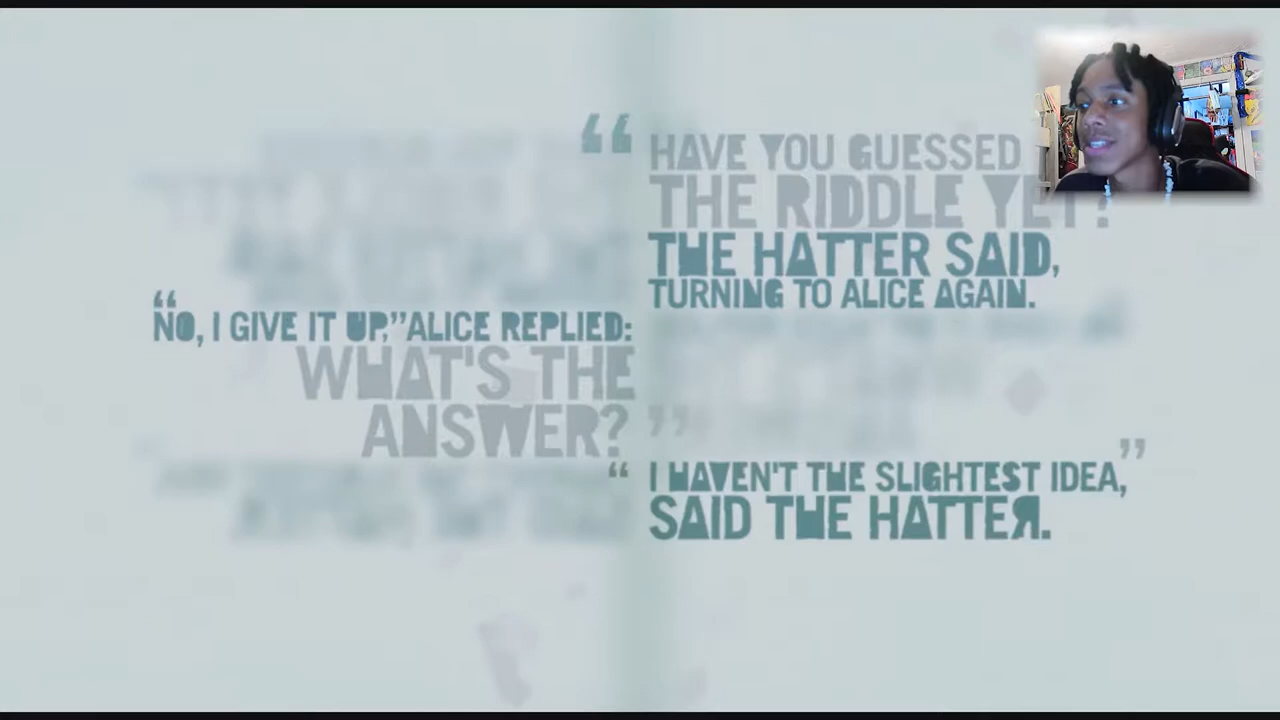 “ HAVE YOU GUESSED
THE RIDDLE YET?
THE HATTER SAID,
TURNING TO ALICE AGAIN.
“NO, I GIVE IT UP,”ALICE REPLIED:
WHAT'S THE
ANSWER? ”
“ I HAVEN'T THE SLIGHTEST IDEA, ”
SAID THE HATTEЯ.